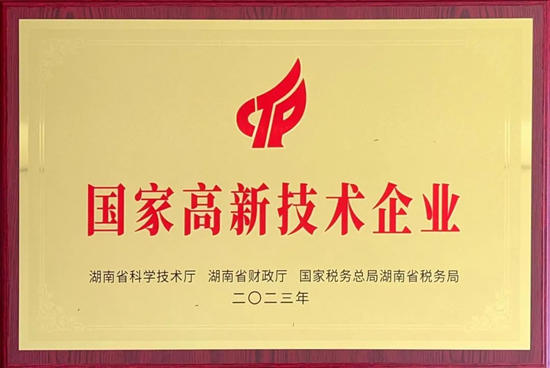 CTP
国家高新技术企业
湖南省科学技术厅 湖南省财政厅 国家税务总局湖南省税务局
二〇二三年